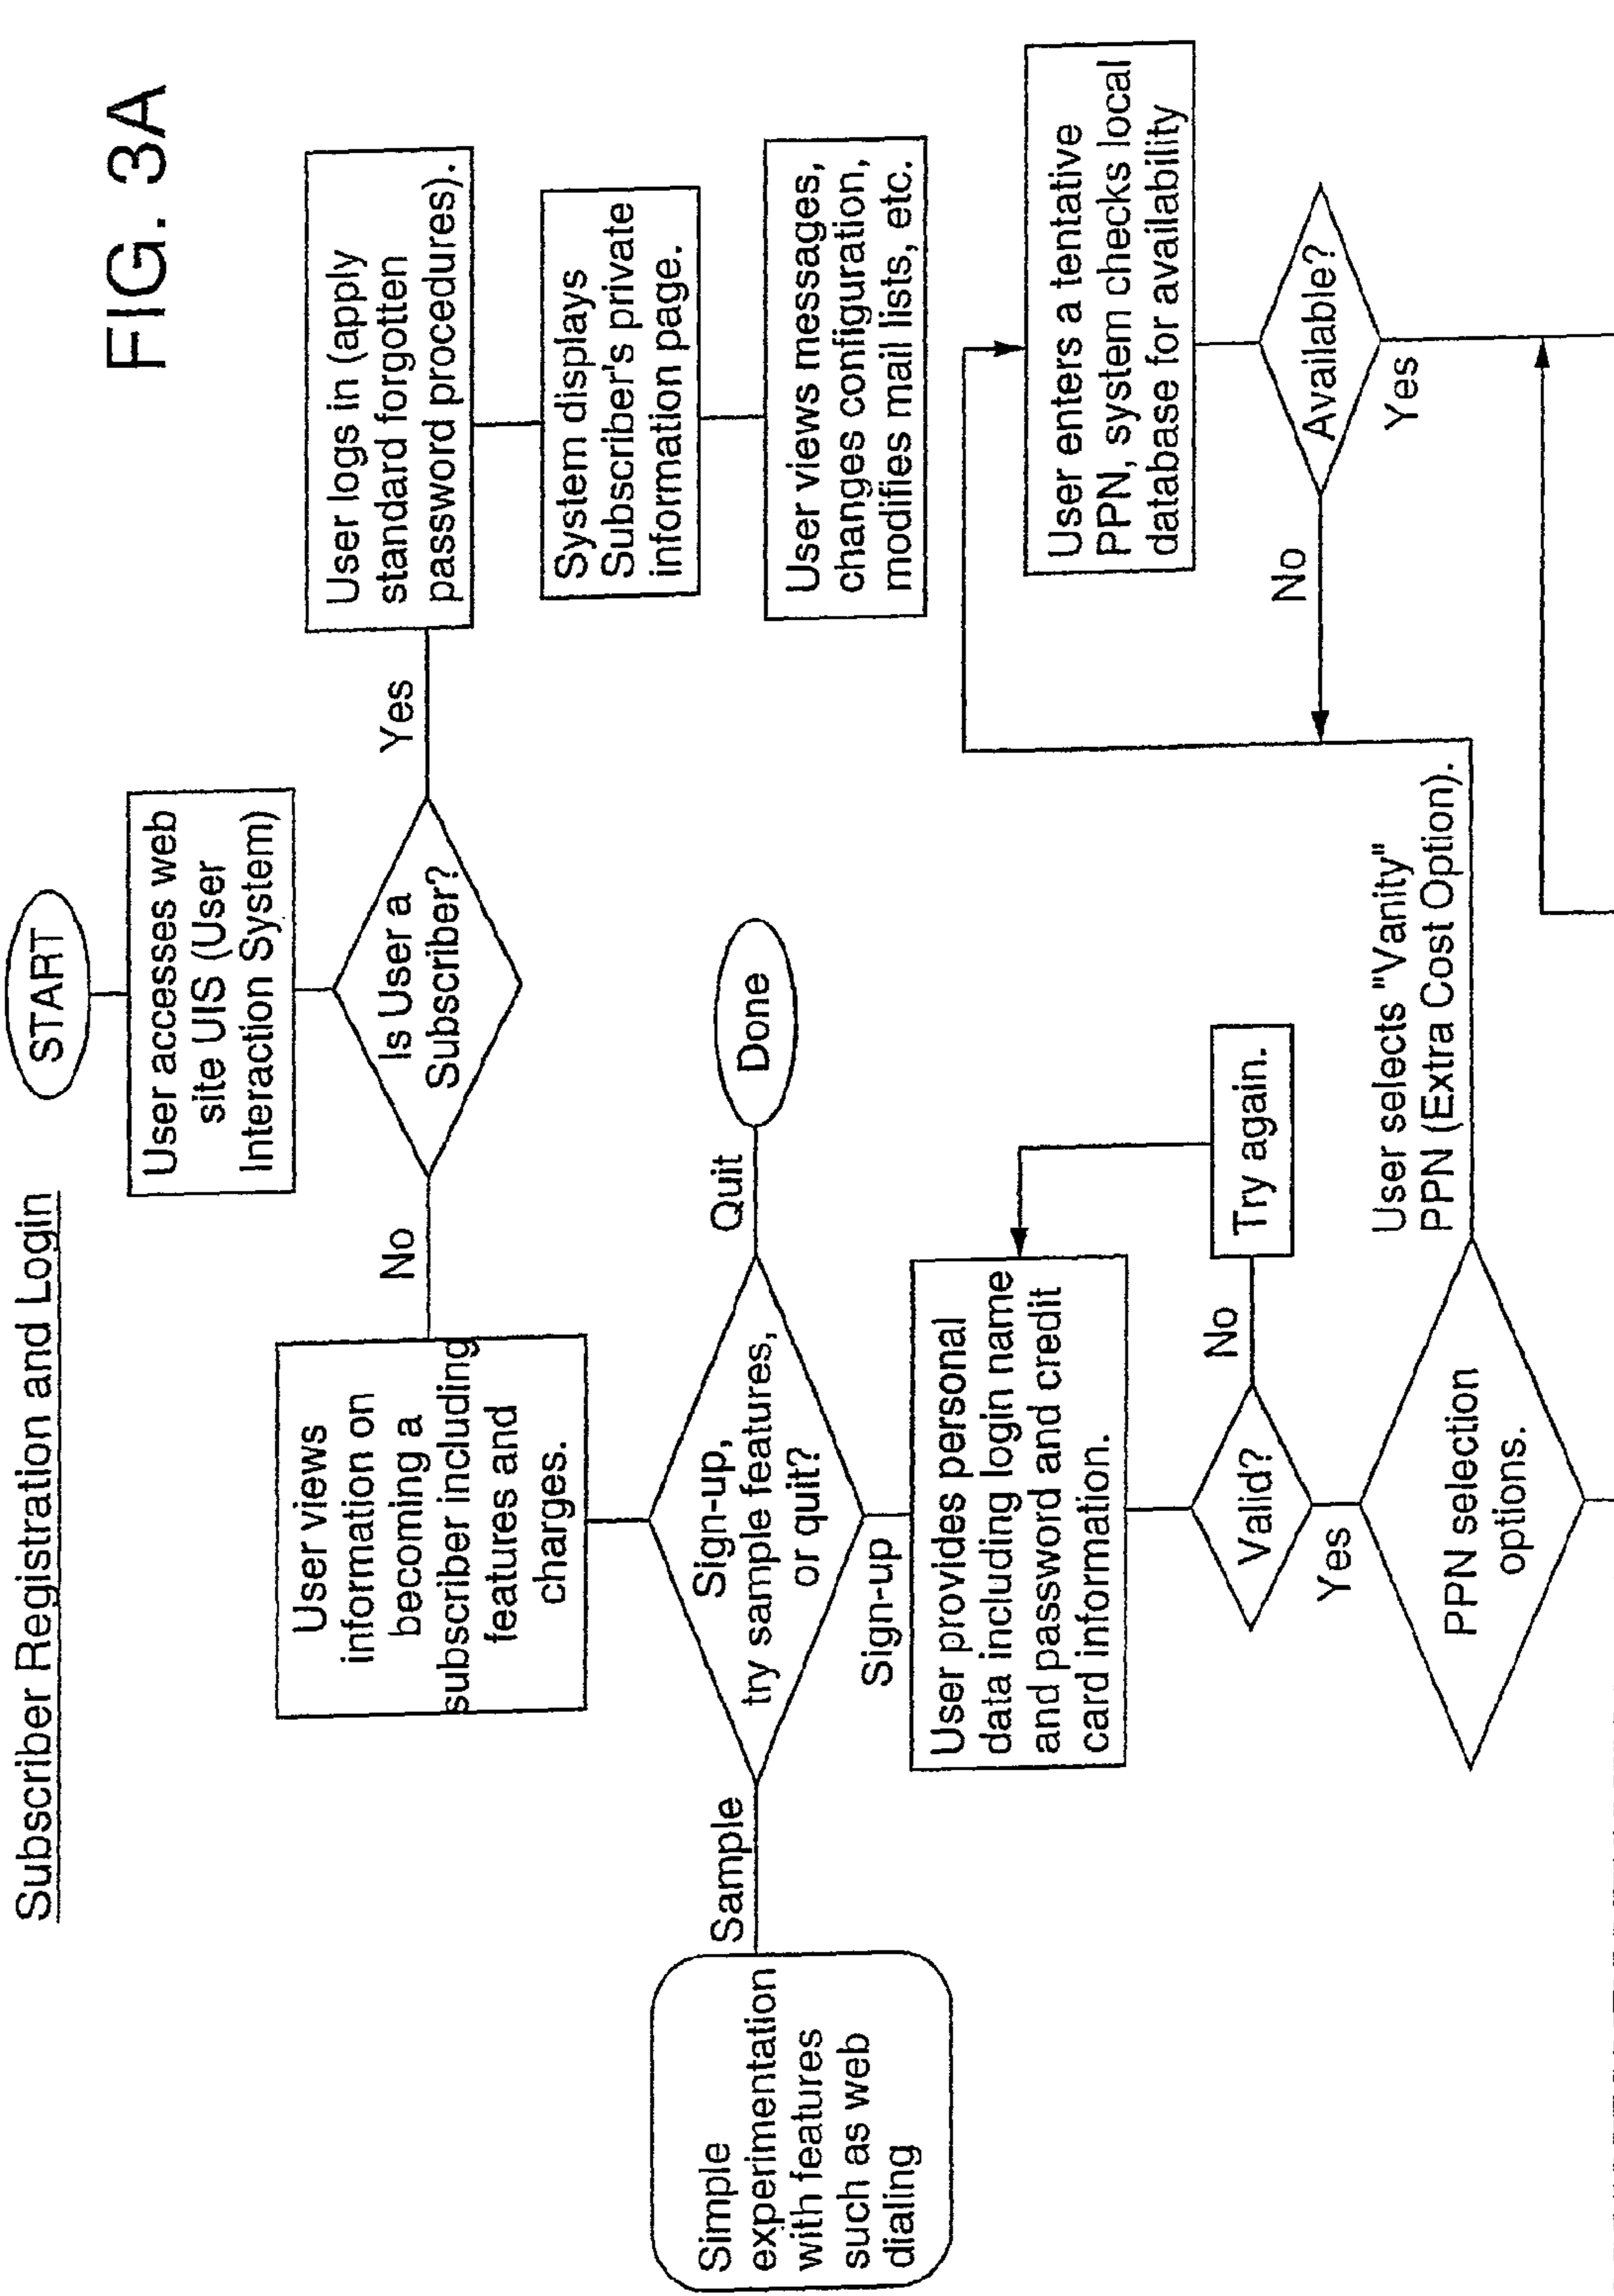 FIG. 3A
Subscriber Registration and Login
START
User accesses web
site UIS (User
Interaction System)
Is User a
Subscriber?
Yes
No
User logs in (apply
standard forgotten
password procedures).
System displays
Subscriber's private
information page.
User views messages,
changes configuration,
modifies mail lists, etc.
User views
information on
becoming a
subscriber including
features and
charges.
Sign-up,
try sample features,
or quit?
Quit
Done
Sample
Simple
experimentation
with features
such as web
dialing
Sign-up
User provides personal
data including login name
and password and credit
card information.
Valid?
No
Try again.
Yes
PPN selection
options.
User selects "Vanity"
PPN (Extra Cost Option).
User enters a tentative
PPN, system checks local
database for availability
Available?
No
Yes